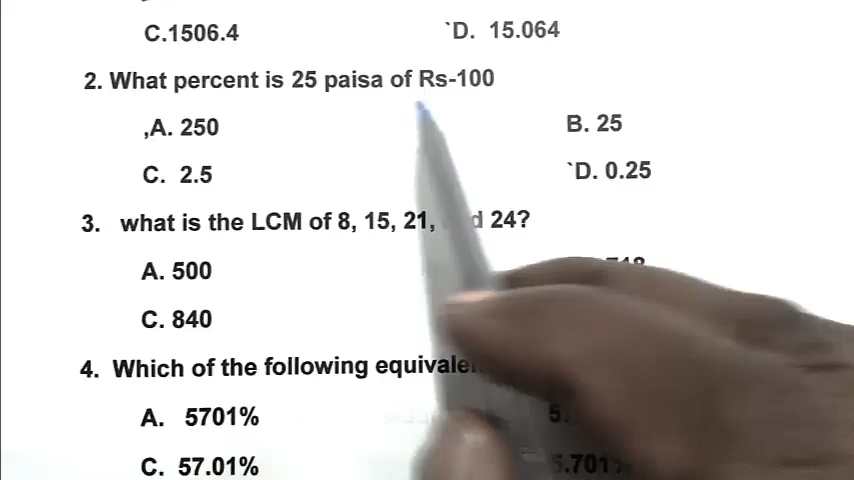 C.1506.4 `D. 15.064
2. What percent is 25 paisa of Rs-100
,A. 250 B. 25
C. 2.5 `D. 0.25
3. what is the LCM of 8, 15, 21, 24?
A. 500
C. 840
4. Which of the following
A. 5701%
C. 57.01%